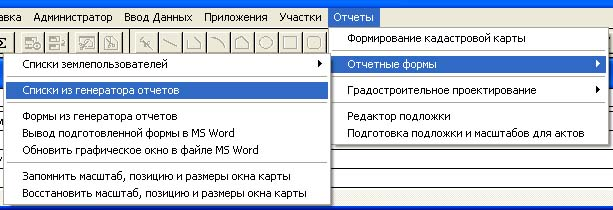 авка Администратор Ввод Данных Приложения Участки Отчеты
Формирование кадастровой карты
Отчетные формы
Градостроительное проектирование
Редактор подложки
Подготовка подложки и масштабов для актов
Списки землепользователей
Списки из генератора отчетов
Формы из генератора отчетов
Вывод подготовленной формы в MS Word
Обновить графическое окно в файле MS Word
Запомнить масштаб, позицию и размеры окна карты
Восстановить масштаб, позицию и размеры окна карты